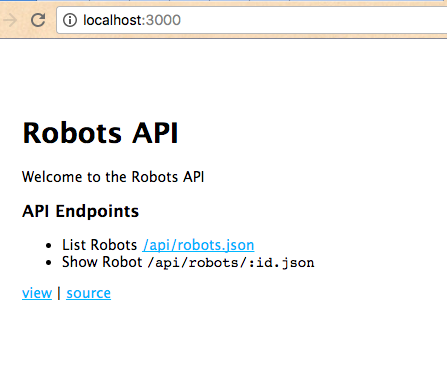 localhost:3000
Robots API
Welcome to the Robots API
API Endpoints
List Robots /api/robots.json
Show Robot /api/robots/:id.json
view | source